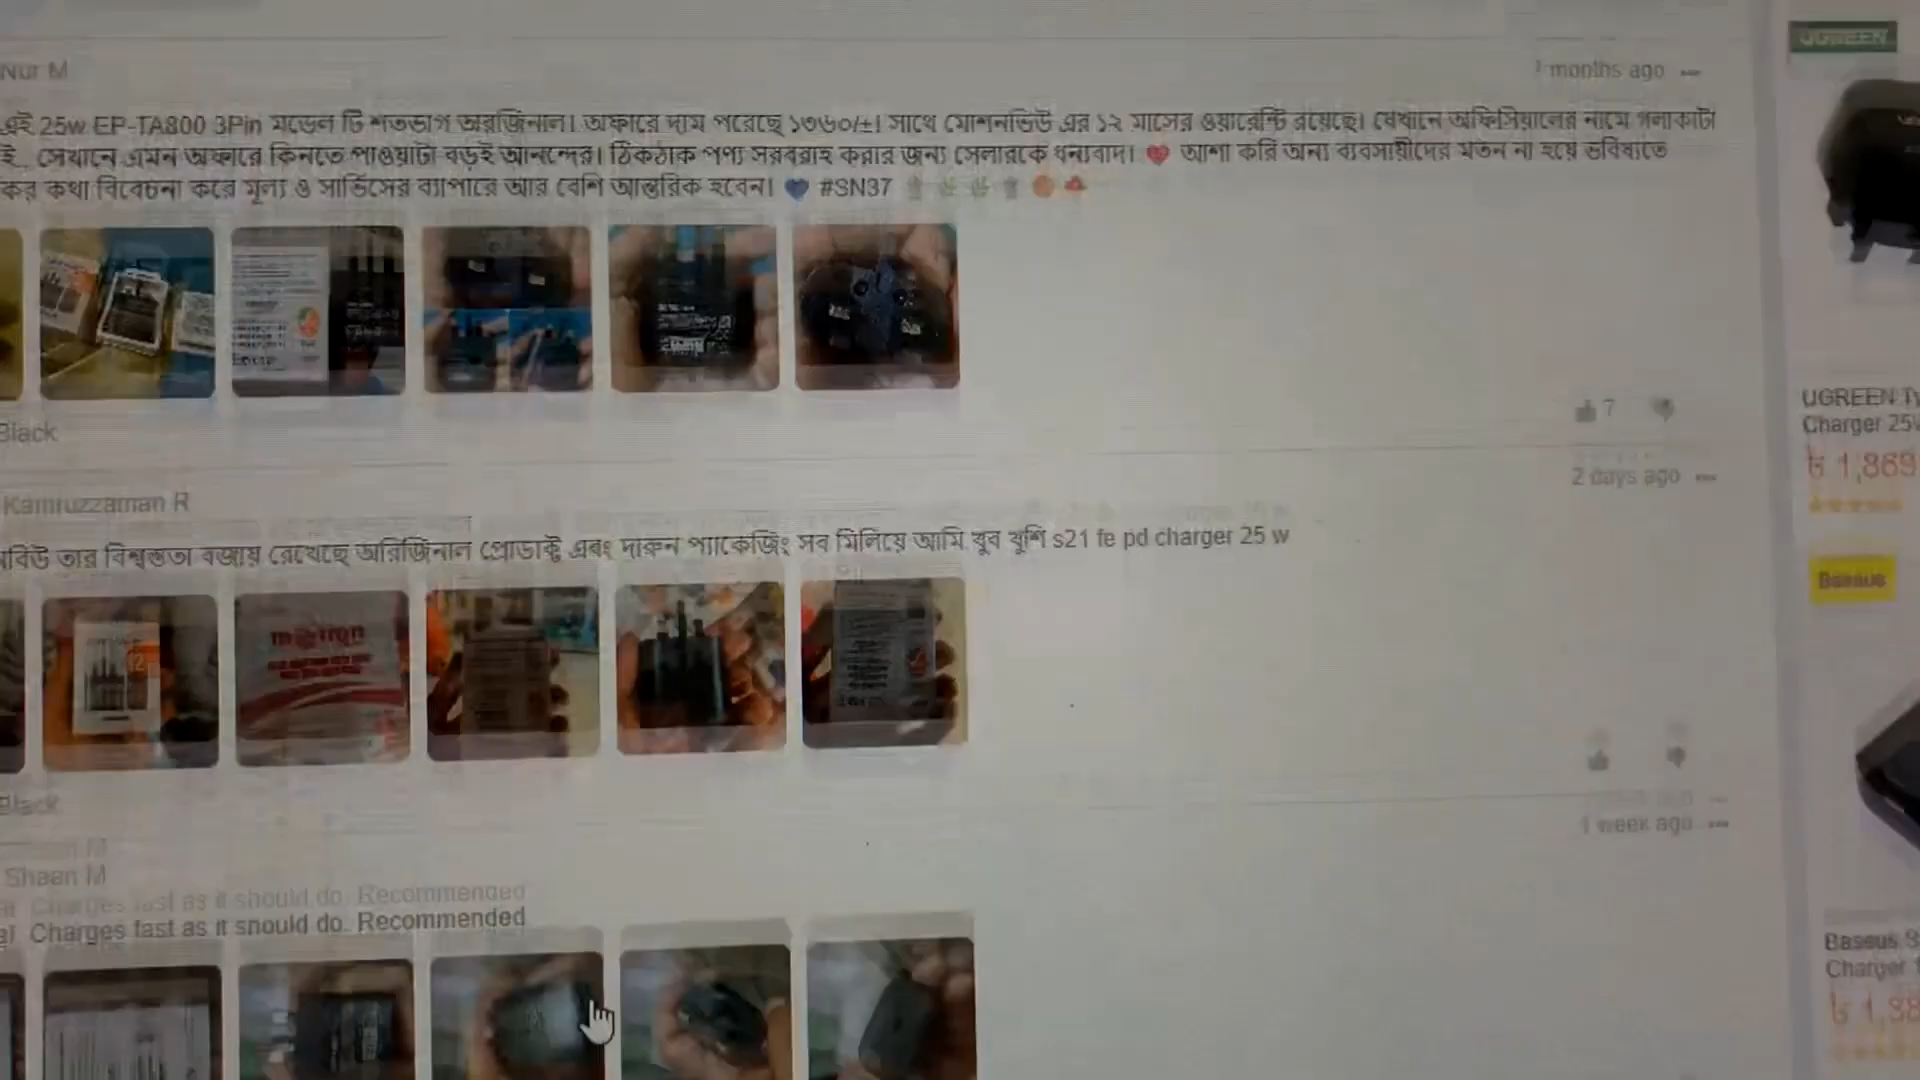 UGREEN
Nur M
months ago
এই 25w EP-TA800 3Pin মডেল টি শতভাগ অরজিনাল। অফারে দাম পরেছে ১৩৬০/±। সাথে মোশনভিউ এর ১২ মাসের ওয়ারেন্টি রয়েছে। যেখানে অফিসিয়ালের নামে গলাকাটা
ই, সেখানে এমন অফারে কিনতে পাওয়াটা বড়ই আনন্দের। ঠিকঠাক পণ্য সরবরাহ করার জন্য সেলারকে ধন্যবাদ। ❤️ আশা করি অন্য ব্যবসায়ীদের মতন না হয়ে ভবিষ্যতে
কর কথা বিবেচনা করে মূল্য ও সার্ভিসের ব্যাপারে আর বেশি আন্তরিক হবেন। 💙 #SN37
7
Black
UGREEN Ty
Charger 25W
৳ 1,869
2 days ago
Kamruzzaman R
বিউ তার বিশ্বস্ততা বজায় রেখেছে অরিজিনাল প্রোডাক্ট এবং দারুন প্যাকেজিং সব মিলিয়ে আমি খুব খুশি s21 fe pd charger 25 w
Baseus
Black
1 week ago
Shaan M
Charges fast as it should do. Recommended
Baseus S
Charger